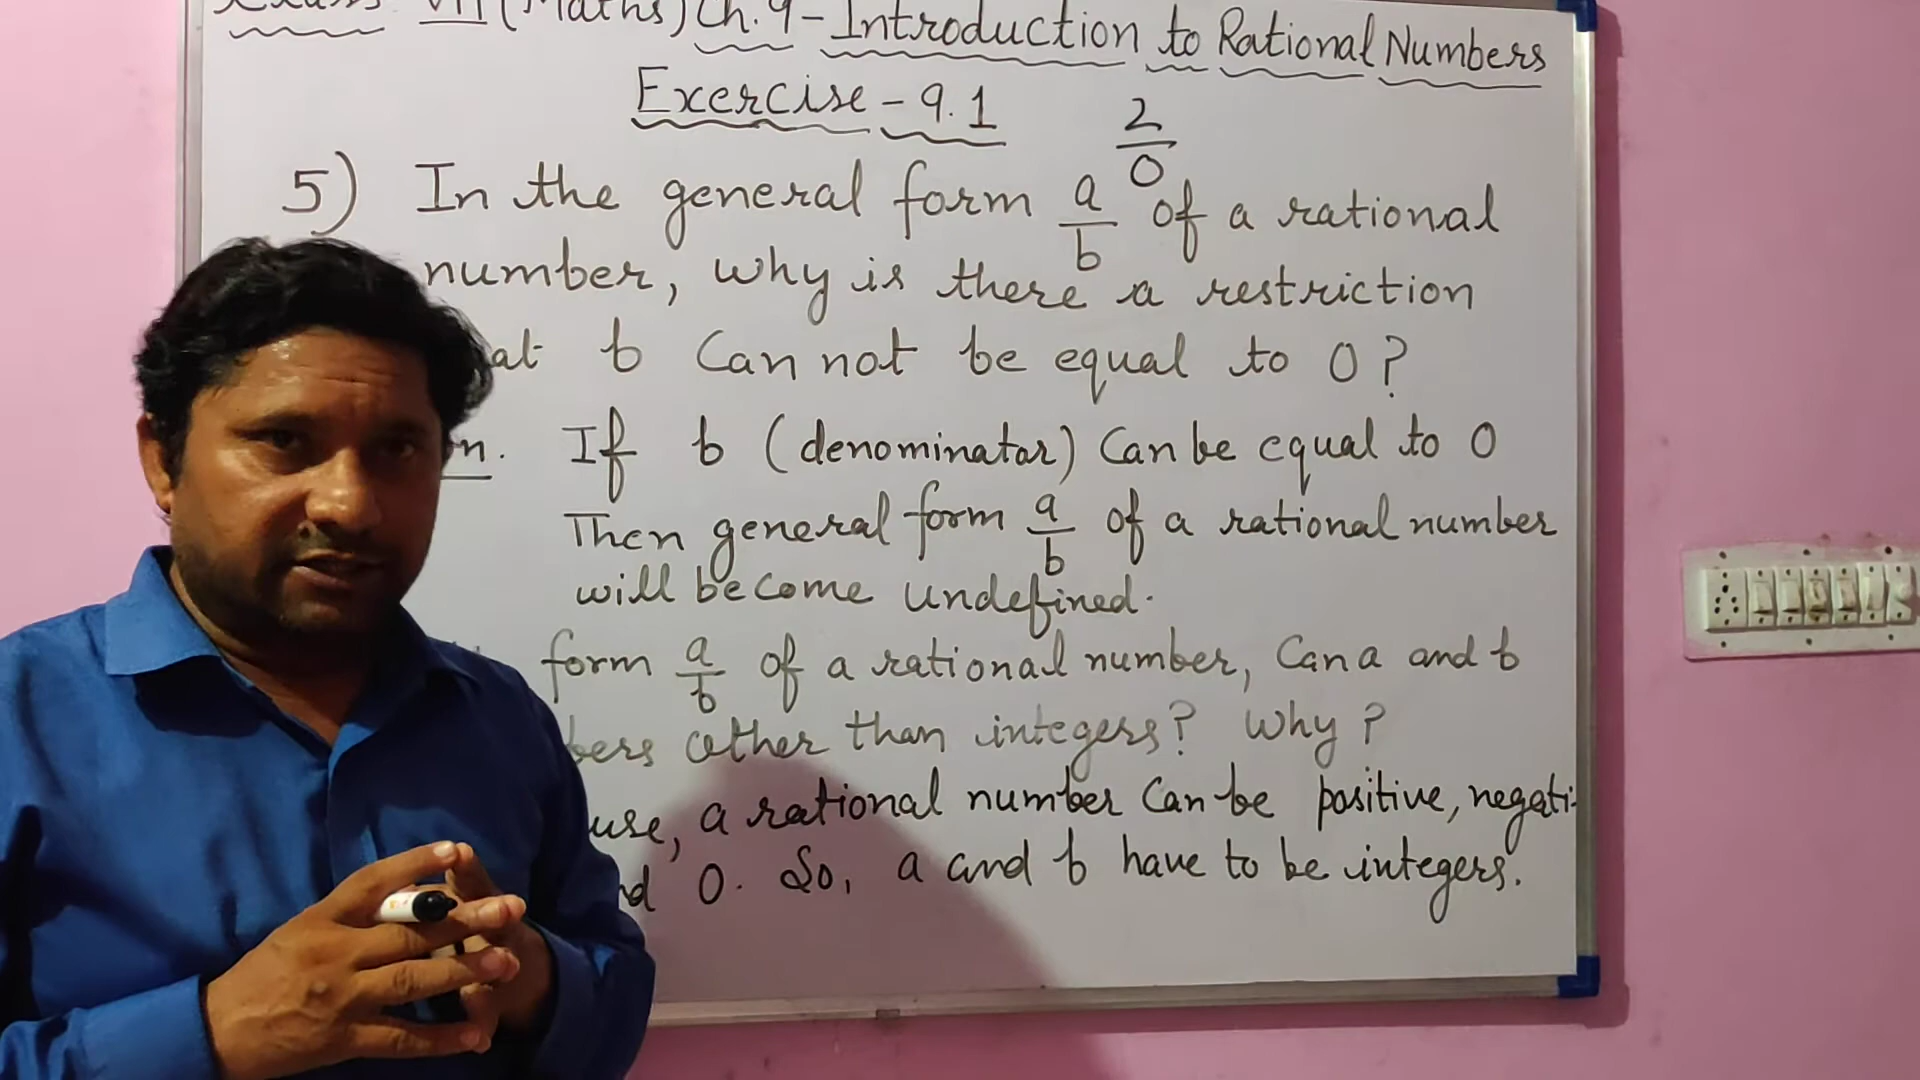 VII (Maths) Ch. 9 - Introduction to Rational Numbers
Exercise - 9.1
2
0
5) In the general form a/b of a rational
number, why is there a restriction
b can not be equal to 0?
If b (denominator) can be equal to 0
Then general form a/b of a rational number
will become undefined.
form a/b of a rational number, can a and b
other than integers? why?
a rational number can be positive, negati-
0. So, a and b have to be integers.